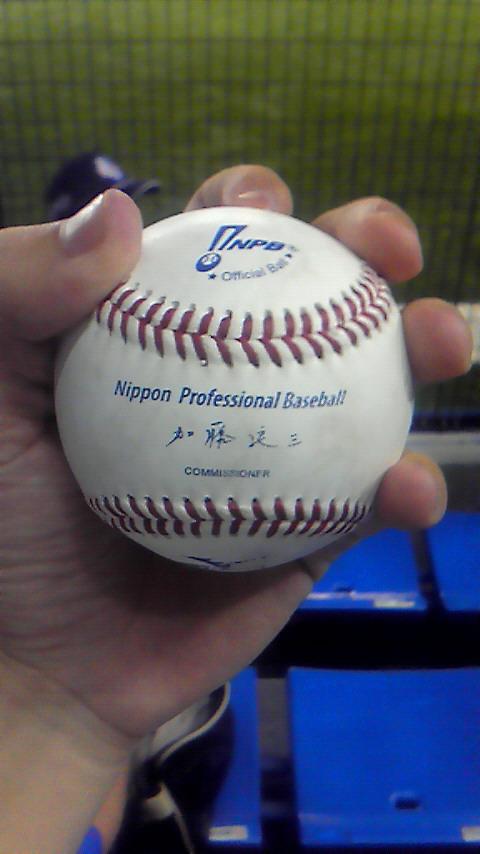 NPB
★ Official Ball ★
Nippon Professional Baseball
加藤良三
COMMISSIONER